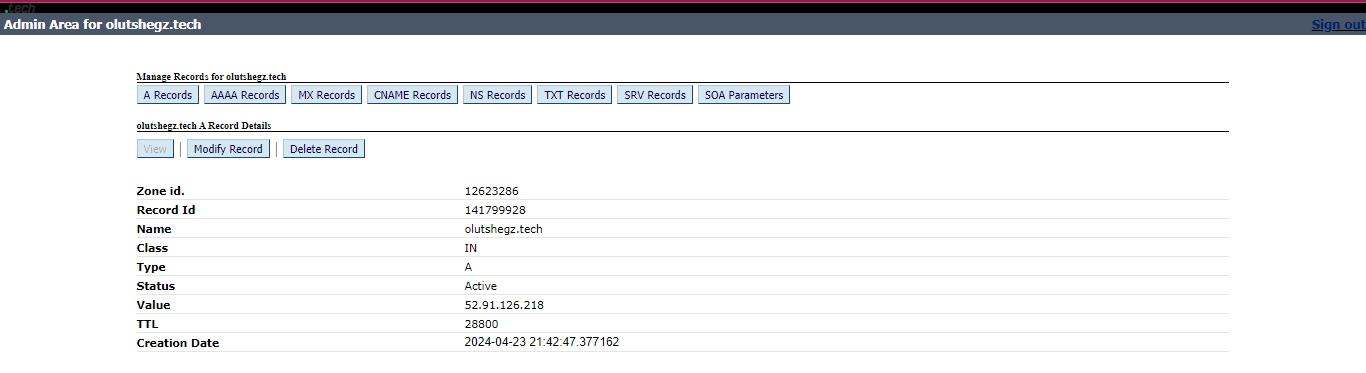 .tech
Admin Area for olutshegz.tech Sign out
Manage Records for olutshegz.tech
A Records AAAA Records MX Records CNAME Records NS Records TXT Records SRV Records SOA Parameters
olutshegz.tech A Record Details
View | Modify Record | Delete Record
Zone id. 12623286
Record Id 141799928
Name olutshegz.tech
Class IN
Type A
Status Active
Value 52.91.126.218
TTL 28800
Creation Date 2024-04-23 21:42:47.377162